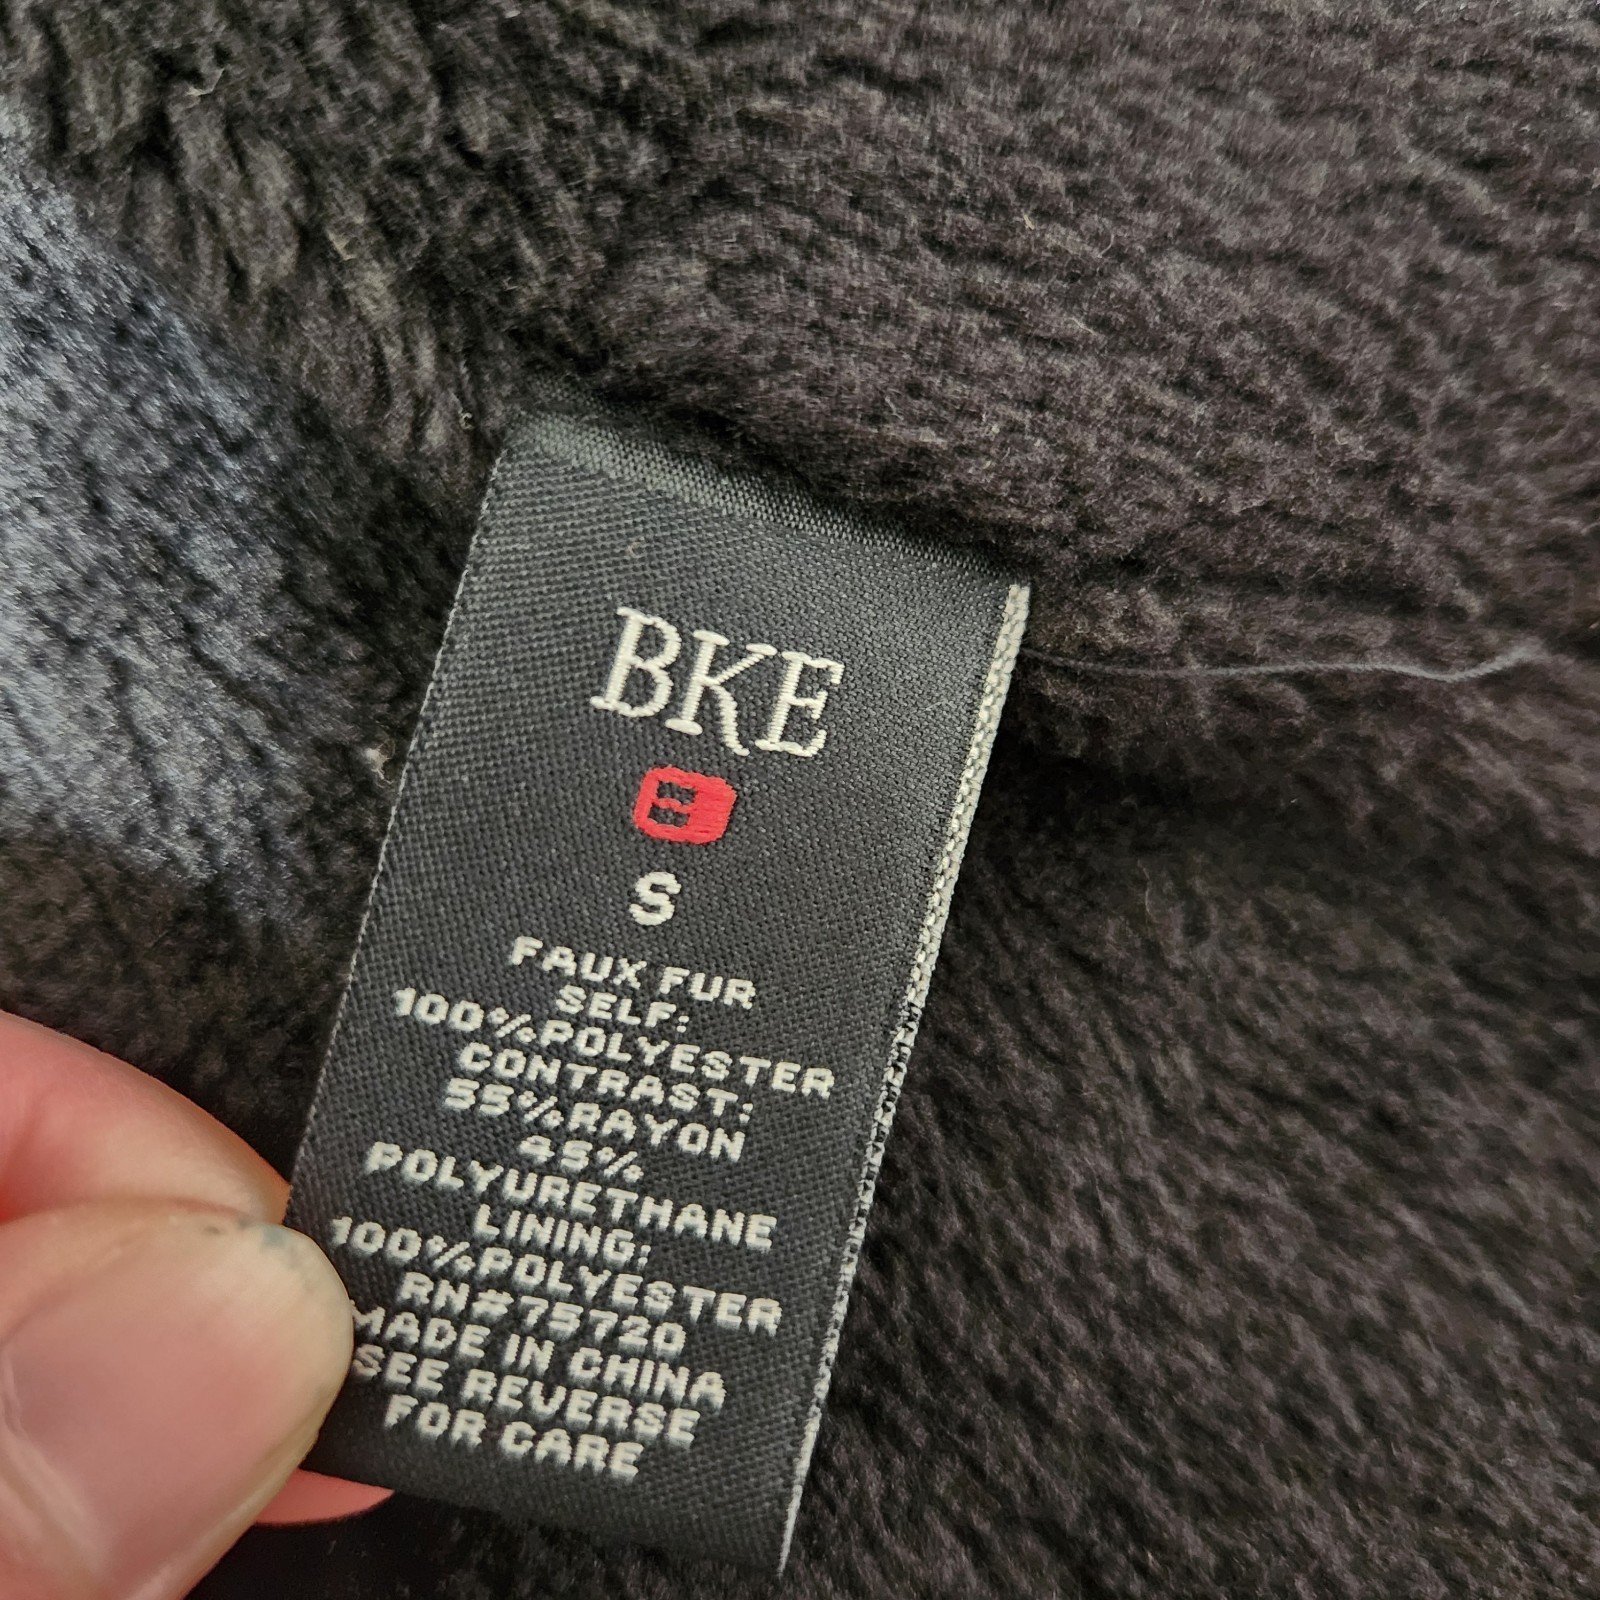 BKE
B
S
FAUX FUR
SELF:
100%POLYESTER
CONTRAST:
55%RAYON
45%
POLYURETHANE
LINING:
100%POLYESTER
RN#75720
MADE IN CHINA
SEE REVERSE
FOR CARE